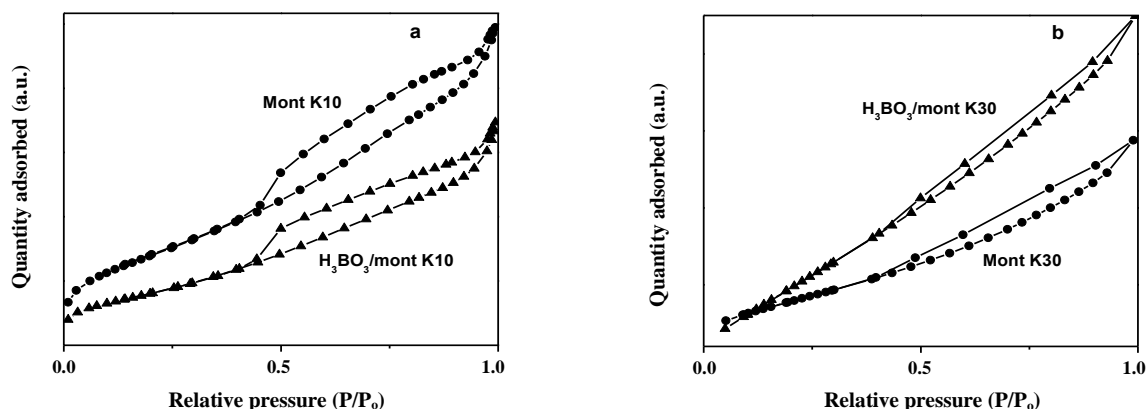 a
Mont K10
H₃BO₃/mont K10
Quantity adsorbed (a.u.)
0.0
0.5
1.0
Relative pressure (P/Pₒ)
b
H₃BO₃/mont K30
Mont K30
Quantity adsorbed (a.u.)
0.0
0.5
1.0
Relative pressure (P/Pₒ)